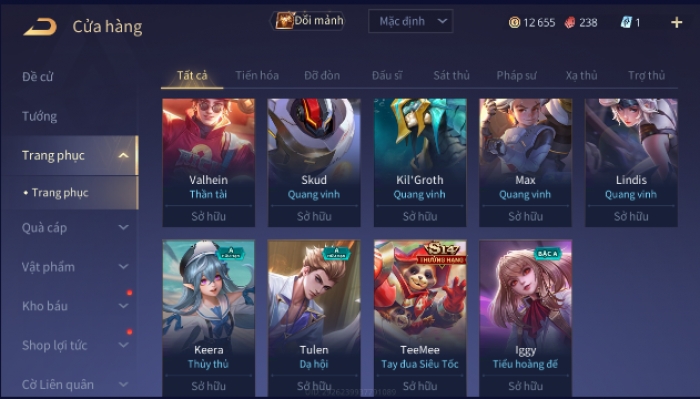 Cửa hàng
Đổi mảnh
Mặc định
12 655
238
1
Đề cử
Tướng
Trang phục
• Trang phục
Quà cáp
Vật phẩm
Kho báu
Shop lợi tức
Cờ Liên quân
Tất cả Tiến hóa Đỡ đòn Đấu sĩ Sát thủ Pháp sư Xạ thủ Trợ thủ
Valhein
Thần tài
Sở hữu
Skud
Quang vinh
Sở hữu
Kil'Groth
Quang vinh
Sở hữu
Max
Quang vinh
Sở hữu
Lindis
Quang vinh
Sở hữu
A
Keera
Thủy thủ
Sở hữu
A
Tulen
Dạ hội
Sở hữu
S14
THƯỞNG HẠNG
TeeMee
Tay đua Siêu Tốc
Sở hữu
BẬC A
Iggy
Tiểu hoàng đế
Sở hữu